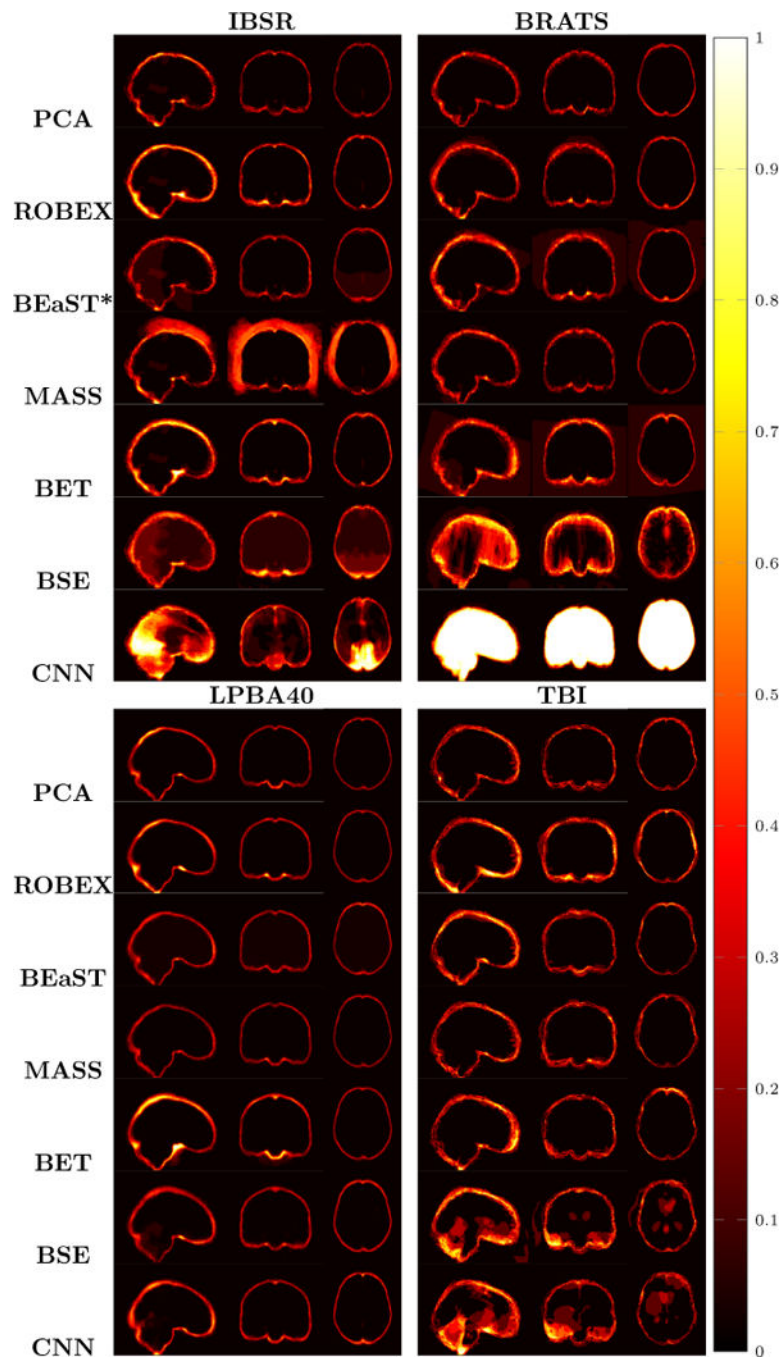 IBSR BRATS
PCA
ROBEX
BEaST*
MASS
BET
BSE
CNN
LPBA40 TBI
PCA
ROBEX
BEaST
MASS
BET
BSE
CNN
1
0.9
0.8
0.7
0.6
0.5
0.4
0.3
0.2
0.1
0